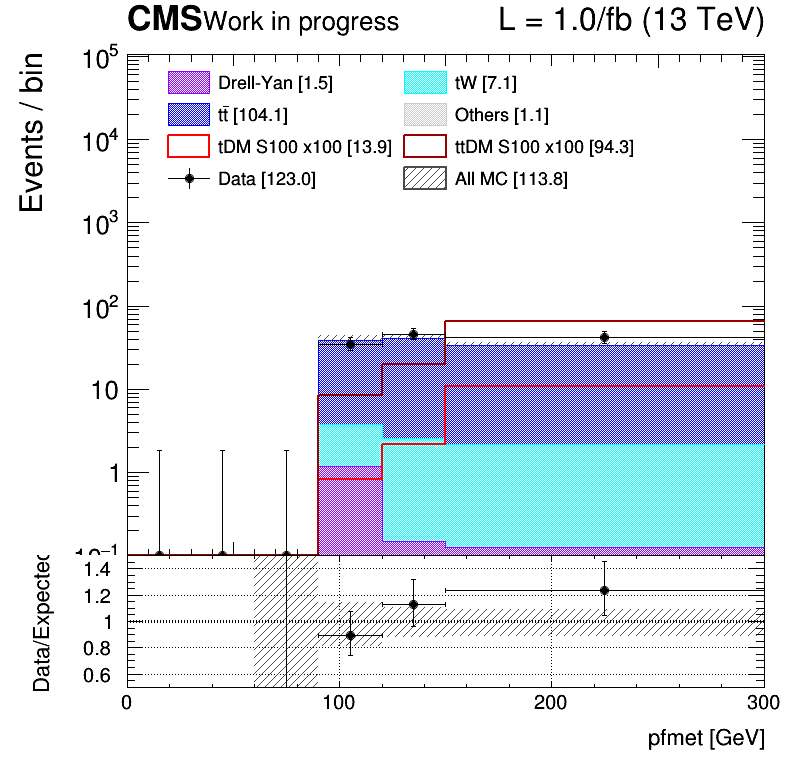 CMS Work in progress L = 1.0/fb (13 TeV)
Events / bin
10⁵
10⁴
10³
10²
10
1
10⁻¹
Drell-Yan [1.5] tW [7.1]
tt̄ [104.1] Others [1.1]
tDM S100 x100 [13.9] ttDM S100 x100 [94.3]
Data [123.0] All MC [113.8]
Data/Expected
1.4
1.2
1
0.8
0.6
0 100 200 300
pfmet [GeV]